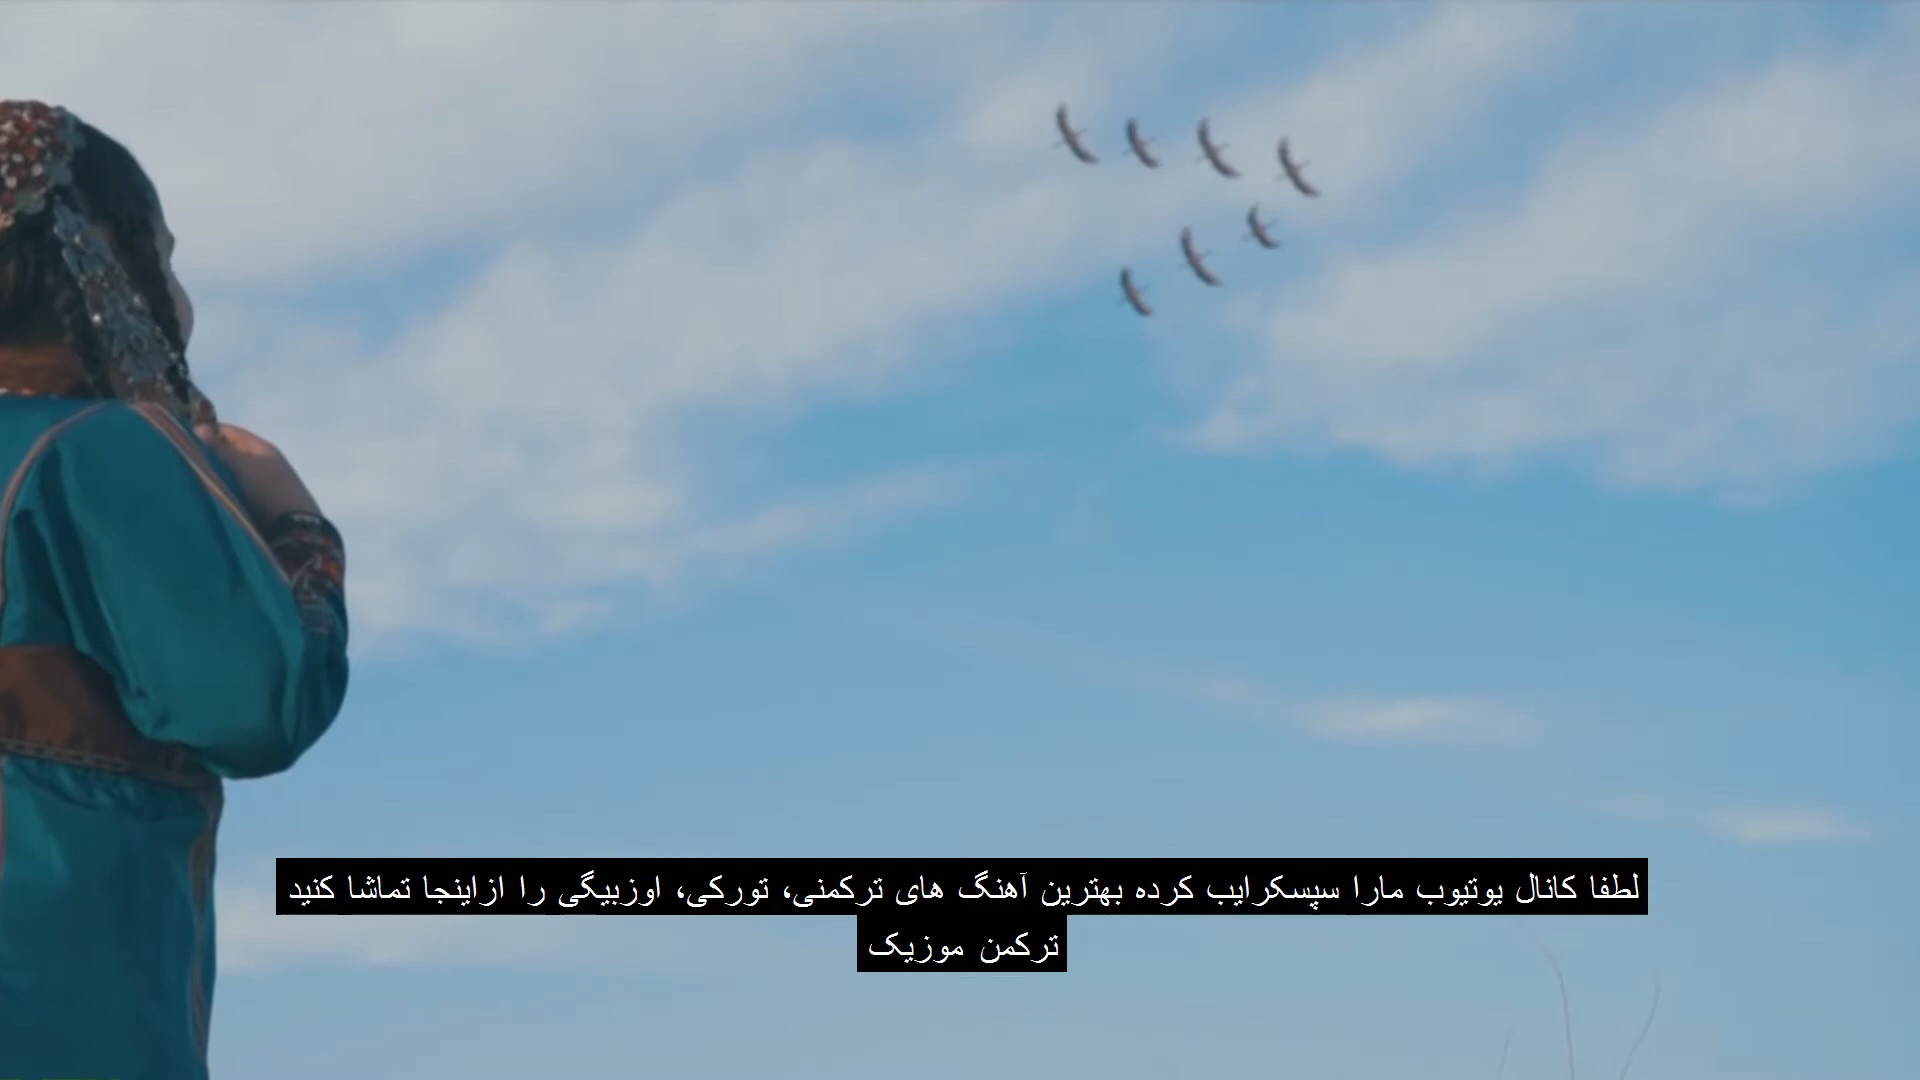 لطفا کانال یوتیوب مارا سپسکرایب کرده بهترین آهنگ های ترکمنی، تورکی، اوزبیگی را ازاینجا تماشا کنید
ترکمن موزیک